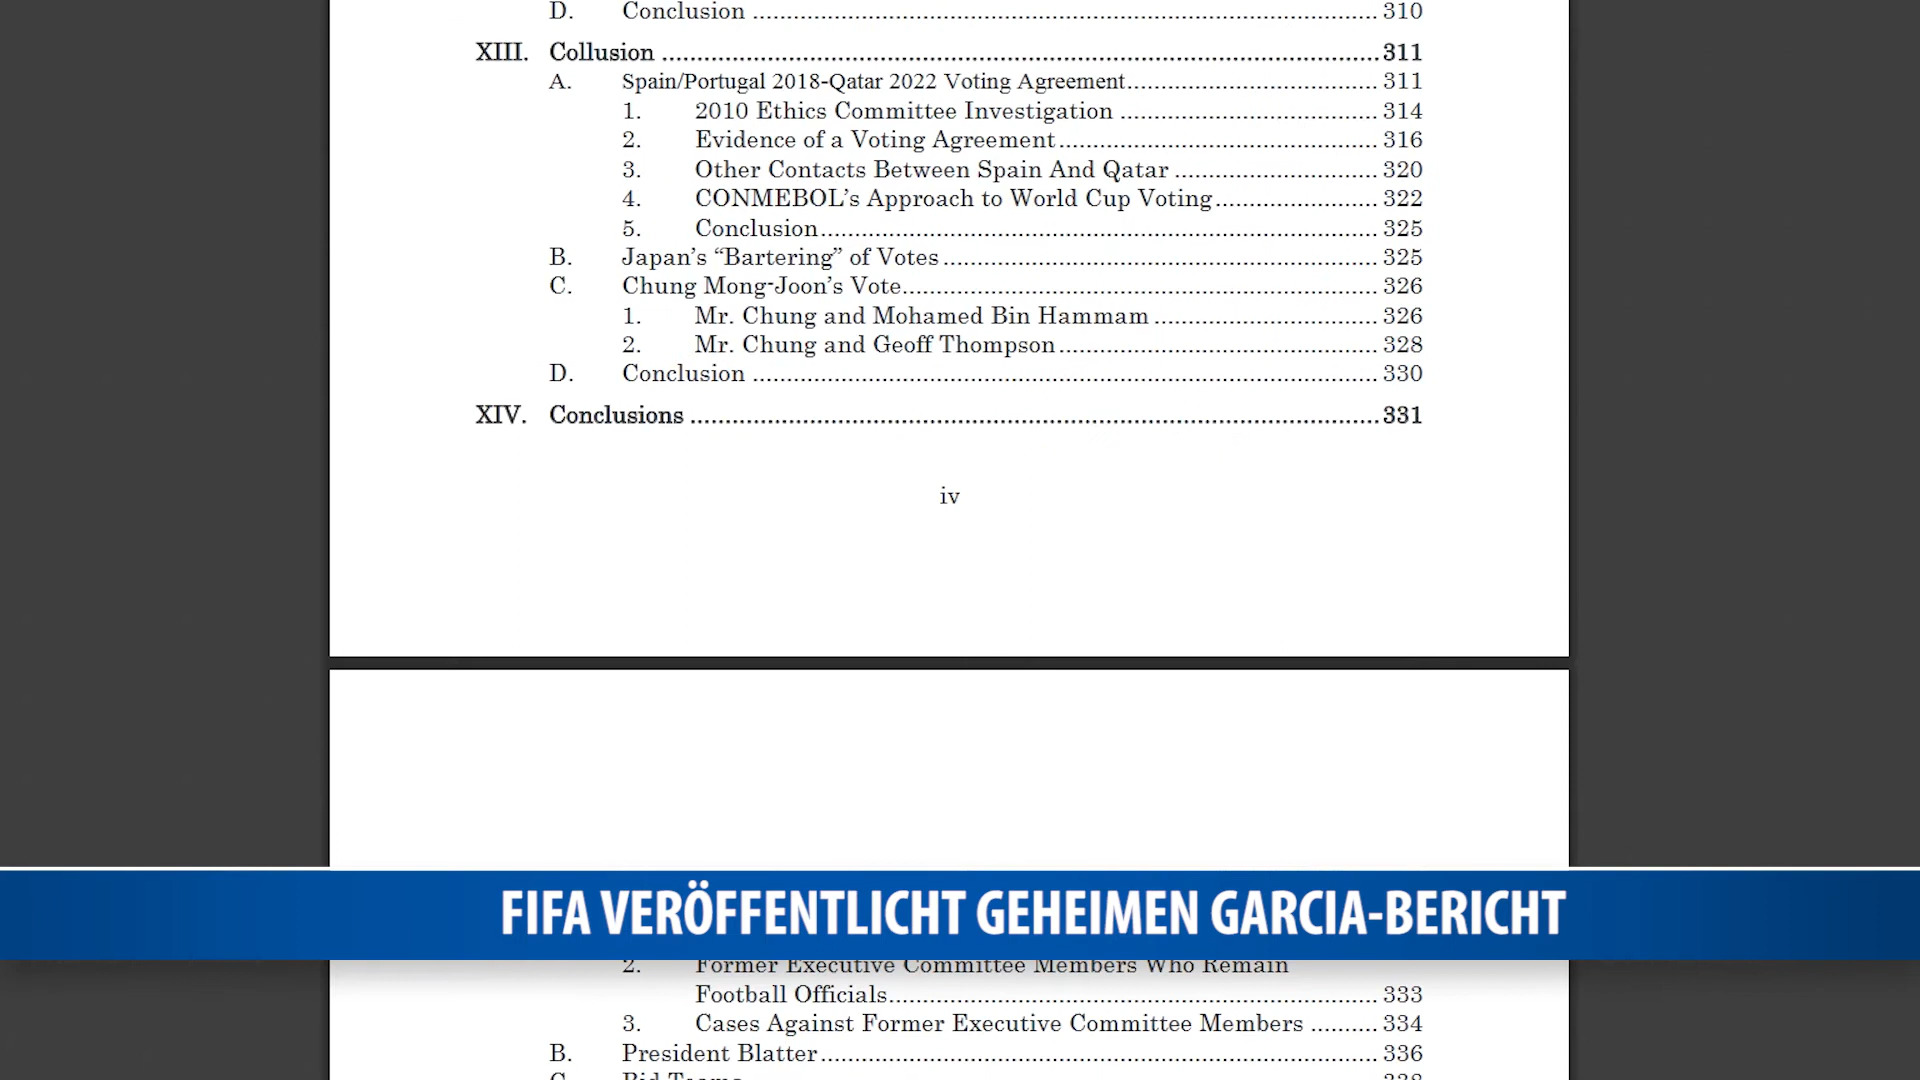 D. Conclusion ................................................................................ 310
XIII. Collusion ................................................................................ 311
A. Spain/Portugal 2018-Qatar 2022 Voting Agreement................................ 311
1. 2010 Ethics Committee Investigation ................................ 314
2. Evidence of a Voting Agreement........................................ 316
3. Other Contacts Between Spain And Qatar ......................... 320
4. CONMEBOL’s Approach to World Cup Voting.................... 322
5. Conclusion...................................................................... 325
B. Japan’s “Bartering” of Votes ...................................................... 325
C. Chung Mong-Joon’s Vote............................................................ 326
1. Mr. Chung and Mohamed Bin Hammam ............................ 326
2. Mr. Chung and Geoff Thompson........................................ 328
D. Conclusion ................................................................................ 330
XIV. Conclusions ................................................................................ 331
iv
FIFA VERÖFFENTLICHT GEHEIMEN GARCIA-BERICHT
2. Former Executive Committee Members Who Remain
Football Officials............................................................. 333
3. Cases Against Former Executive Committee Members .......... 334
B. President Blatter...................................................................... 336